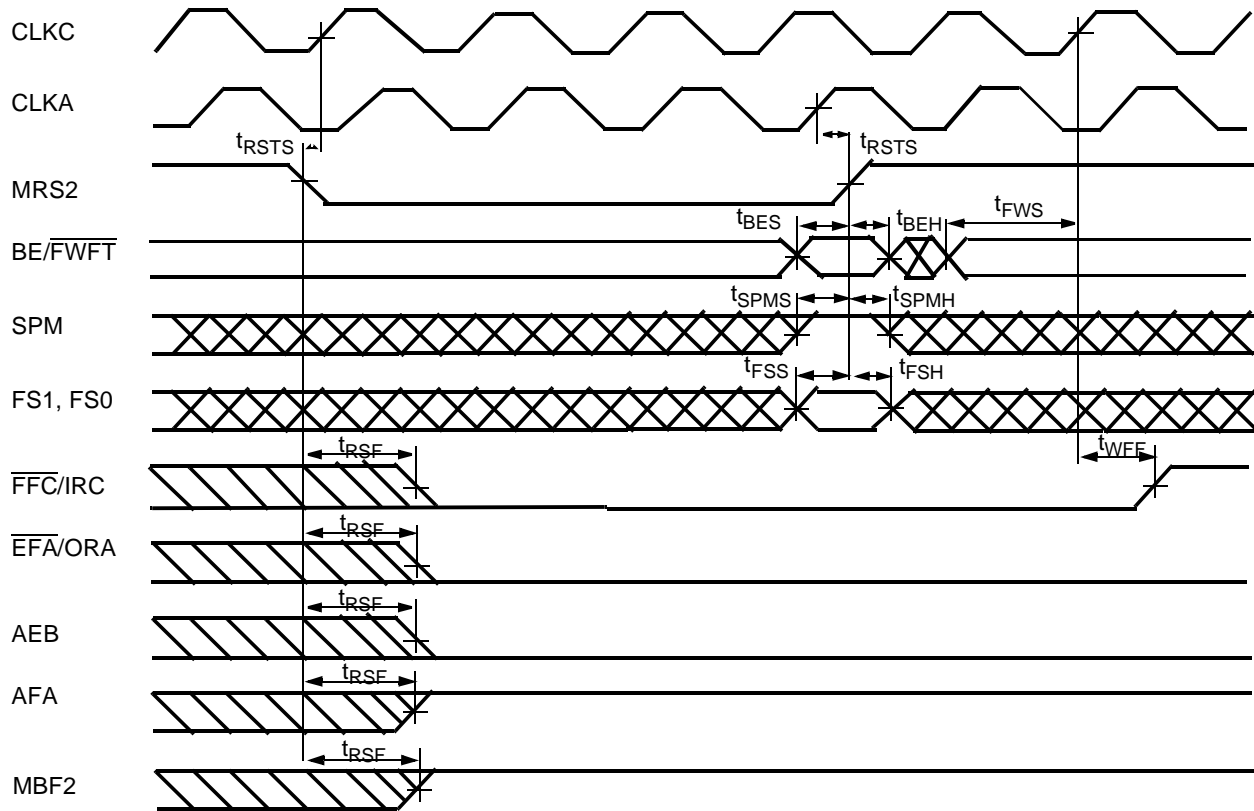 CLKC
CLKA
tRSTS
tRSTS
MRS2
tBES
tBEH
tFWS
BE/FWFT
tSPMS
tSPMH
SPM
tFSS
tFSH
FS1, FS0
tRSF
tWFF
FFC/IRC
tRSF
EFA/ORA
tRSF
AEB
tRSF
AFA
tRSF
MBF2